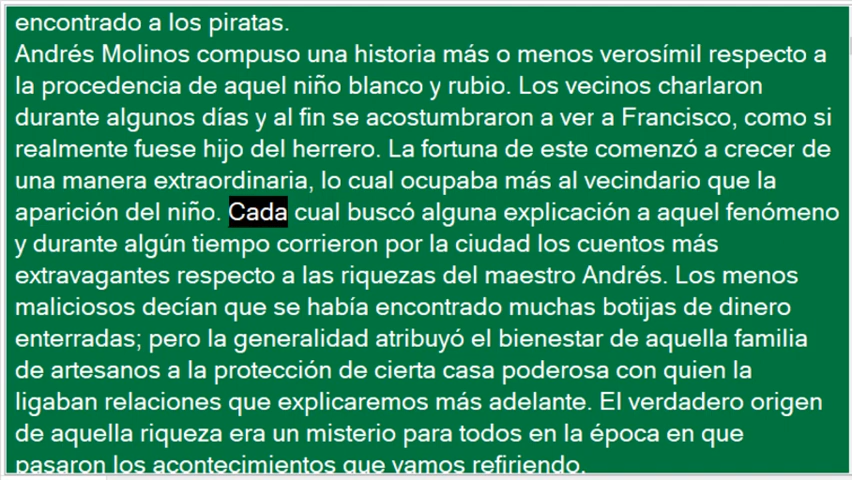 encontrado a los piratas.
Andrés Molinos compuso una historia más o menos verosímil respecto a
la procedencia de aquel niño blanco y rubio. Los vecinos charlaron
durante algunos días y al fin se acostumbraron a ver a Francisco, como si
realmente fuese hijo del herrero. La fortuna de este comenzó a crecer de
una manera extraordinaria, lo cual ocupaba más al vecindario que la
aparición del niño. Cada cual buscó alguna explicación a aquel fenómeno
y durante algún tiempo corrieron por la ciudad los cuentos más
extravagantes respecto a las riquezas del maestro Andrés. Los menos
maliciosos decían que se había encontrado muchas botijas de dinero
enterradas; pero la generalidad atribuyó el bienestar de aquella familia
de artesanos a la protección de cierta casa poderosa con quien la
ligaban relaciones que explicaremos más adelante. El verdadero origen
de aquella riqueza era un misterio para todos en la época en que
pasaron los acontecimientos que vamos refiriendo.